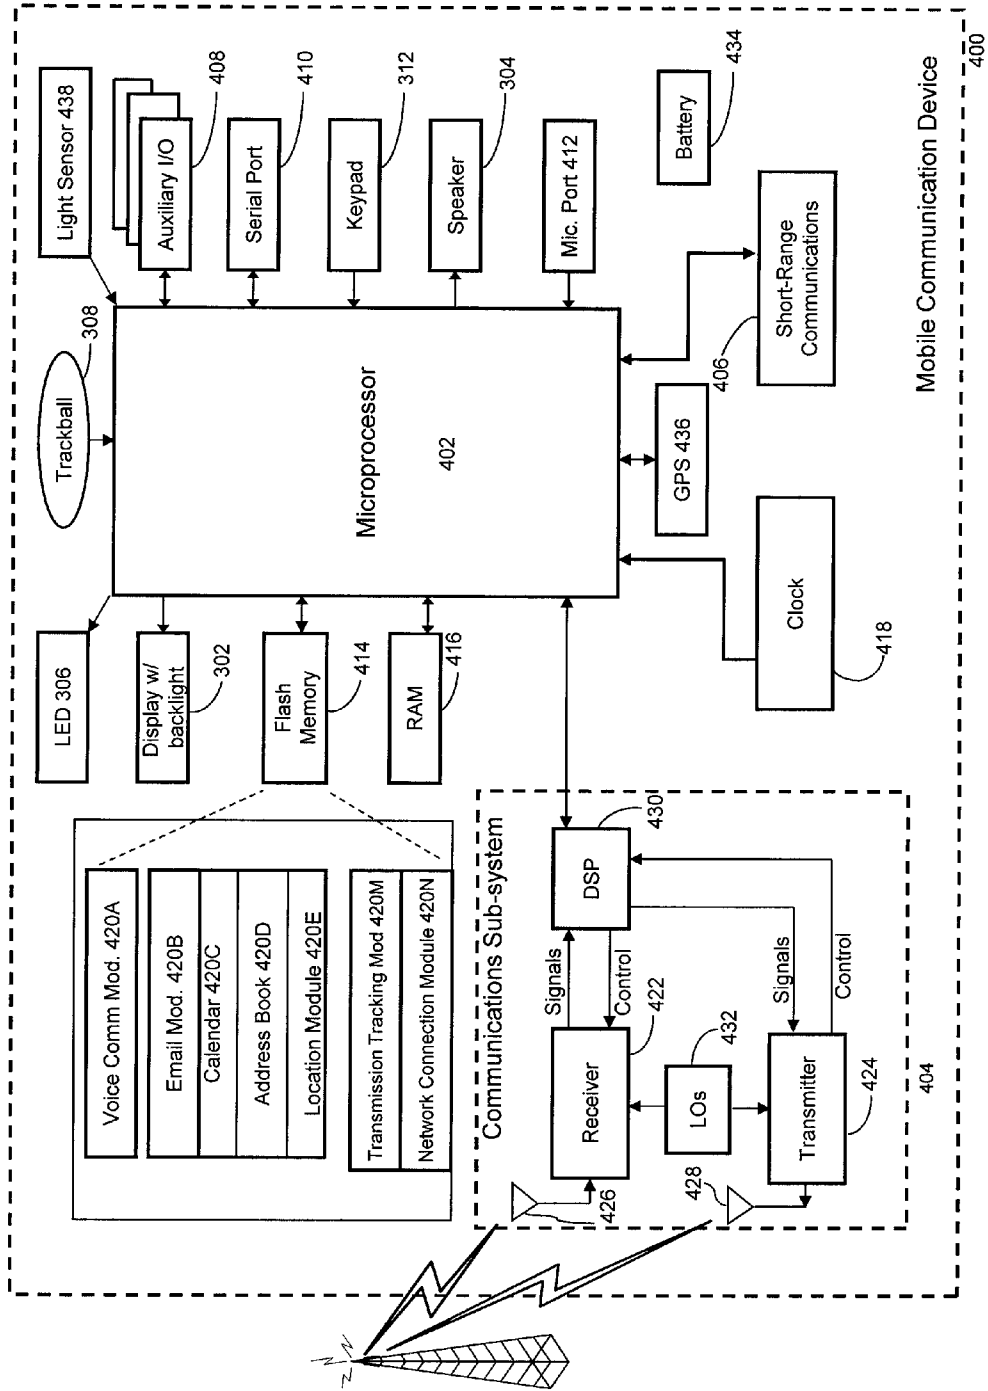 Voice Comm Mod. 420A
Email Mod. 420B
Calendar 420C
Address Book 420D
Location Module 420E
Transmission Tracking Mod 420M
Network Connection Module 420N
LED 306
Display w/
backlight
302
Flash
Memory
414
RAM
416
Trackball
308
Light Sensor 438
Auxiliary I/O
408
Serial Port
410
Keypad
312
Speaker
304
Mic. Port 412
Microprocessor
402
Communications Sub-system
DSP
430
Signals
Control
Receiver
422
426
LOs
432
428
Signals
Control
Transmitter
424
404
Clock
418
GPS 436
Short-Range
Communications
406
Battery
434
Mobile Communication Device
400